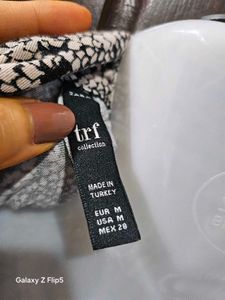 trf
collection
MADE IN
TURKEY
EUR M
USA M
MEX 28
Galaxy Z Flip5